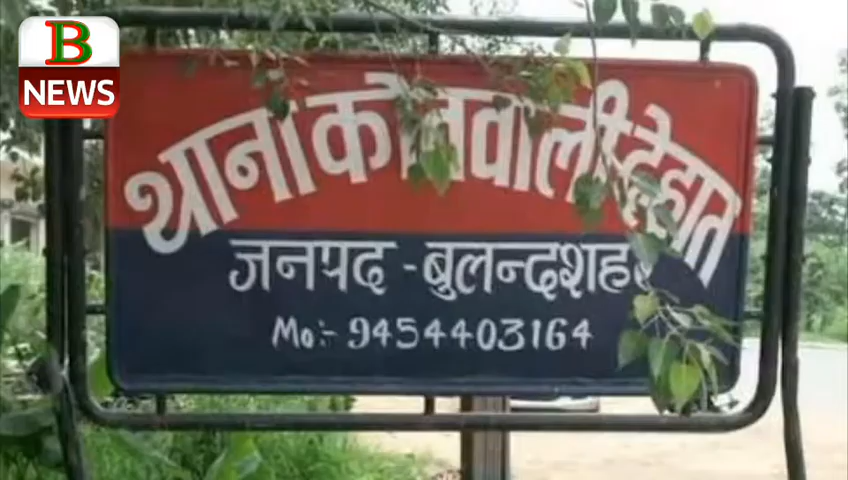 B
NEWS
थाना कोतवाली देहात
जनपद - बुलन्दशहर
Mo:- 9454403164